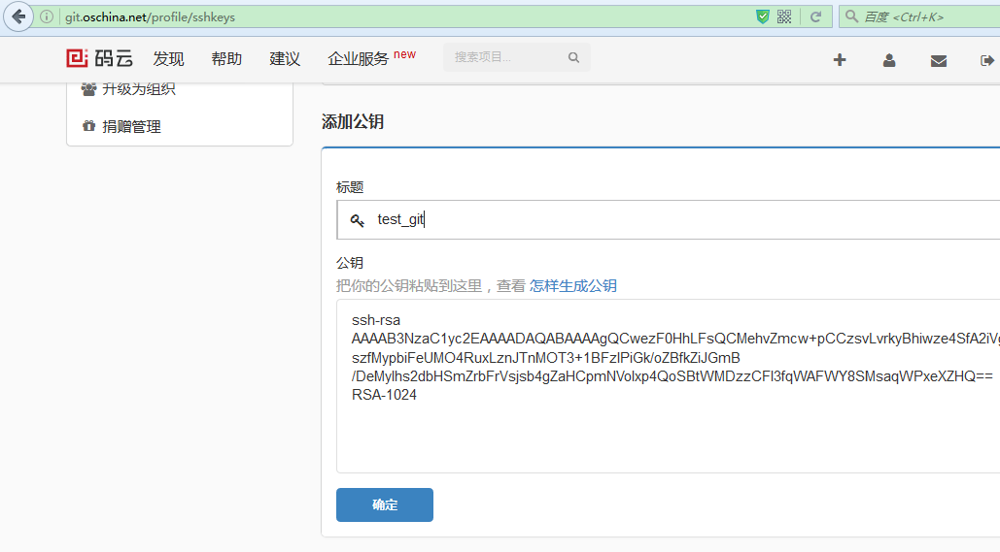 git.oschina.net/profile/sshkeys
百度 <Ctrl+K>
码云 发现 帮助 建议 企业服务 new 搜索项目...
升级为组织
捐赠管理
添加公钥
标题
test_git
公钥
把你的公钥粘贴到这里，查看 怎样生成公钥
ssh-rsa
AAAAB3NzaC1yc2EAAAADAQABAAAAgQCwezF0HhLFsQCMehvZmcw+pCCzsvLvrkyBhiwze4SfA2iVg
szfMypbiFeUMO4RuxLznJTnMOT3+1BFzIPiGk/oZBfkZiJGmB
/DeMylhs2dbHSmZrbFrVsjsb4gZaHCpmNVolxp4QoSBtWMDzzCFl3fqWAFWY8SMsaqWPxeXZHQ==
RSA-1024
确定